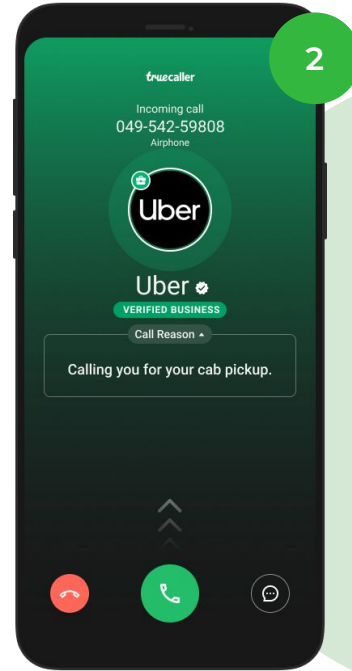 2
truecaller
Incoming call
049-542-59808
Airphone
Uber
Uber
VERIFIED BUSINESS
Call Reason
Calling you for your cab pickup.